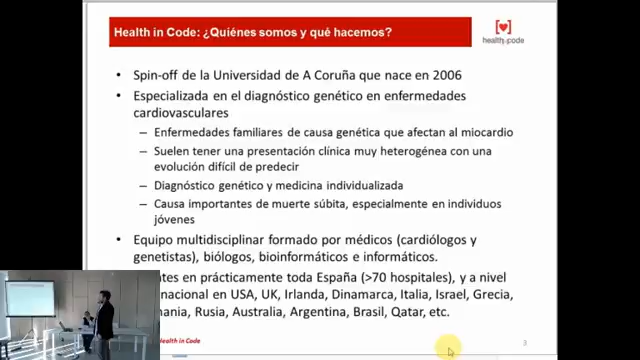 Health in Code: ¿Quiénes somos y qué hacemos?
health in code
• Spin-off de la Universidad de A Coruña que nace en 2006
• Especializada en el diagnóstico genético en enfermedades
cardiovasculares
– Enfermedades familiares de causa genética que afectan al miocardio
– Suelen tener una presentación clínica muy heterogénea con una
evolución difícil de predecir
– Diagnóstico genético y medicina individualizada
– Causa importantes de muerte súbita, especialmente en individuos
jóvenes
• Equipo multidisciplinar formado por médicos (cardiólogos y
genetistas), biólogos, bioinformáticos e informáticos.
en prácticamente toda España (>70 hospitales), y a nivel
en USA, UK, Irlanda, Dinamarca, Italia, Israel, Grecia,
Rusia, Australia, Argentina, Brasil, Qatar, etc.
Health in Code
3